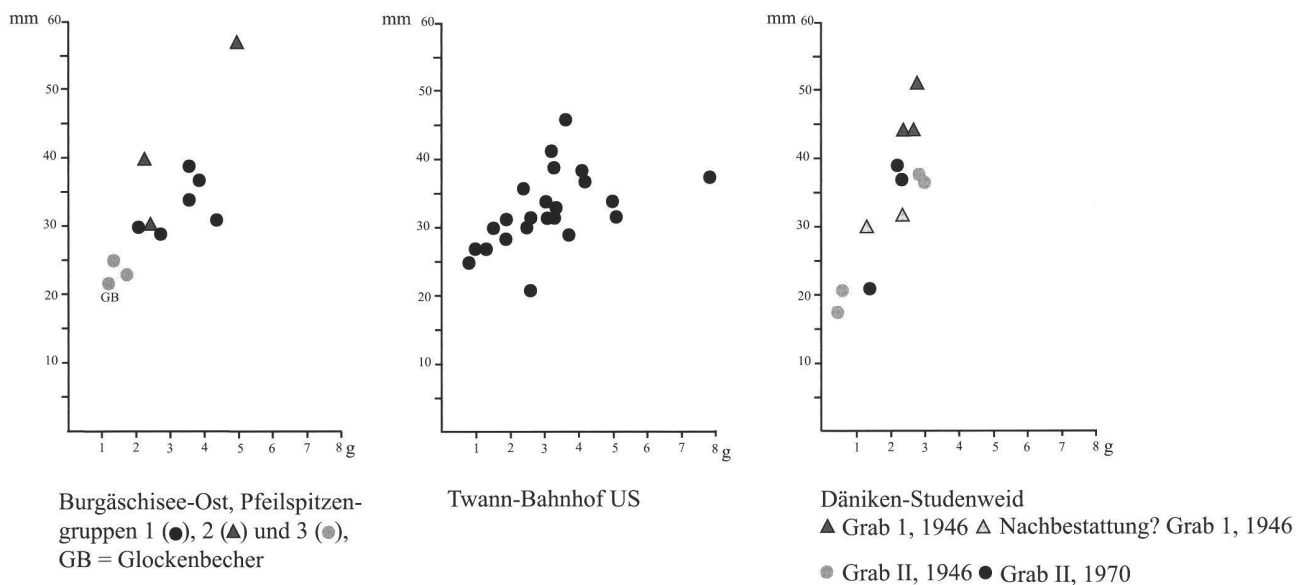 mm
60
50
40
30
20
10
GB
1 2 3 4 5 6 7 8 g
Burgäschisee-Ost, Pfeilspitzen-
gruppen 1 (●), 2 (▲) und 3 (●),
GB = Glockenbecher
mm
60
50
40
30
20
10
1 2 3 4 5 6 7 8 g
Twann-Bahnhof US
mm
60
50
40
30
20
10
1 2 3 4 5 6 7 8 g
Däniken-Studenweid
▲ Grab 1, 1946 △ Nachbestattung? Grab 1, 1946
● Grab II, 1946 ● Grab II, 1970